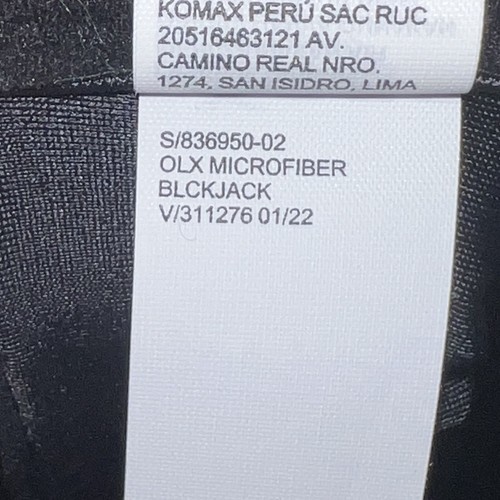 KOMAX PERÚ SAC RUC
20516463121 AV.
CAMINO REAL NRO.
1274, SAN ISIDRO, LIMA
S/836950-02
OLX MICROFIBER
BLCKJACK
V/311276 01/22